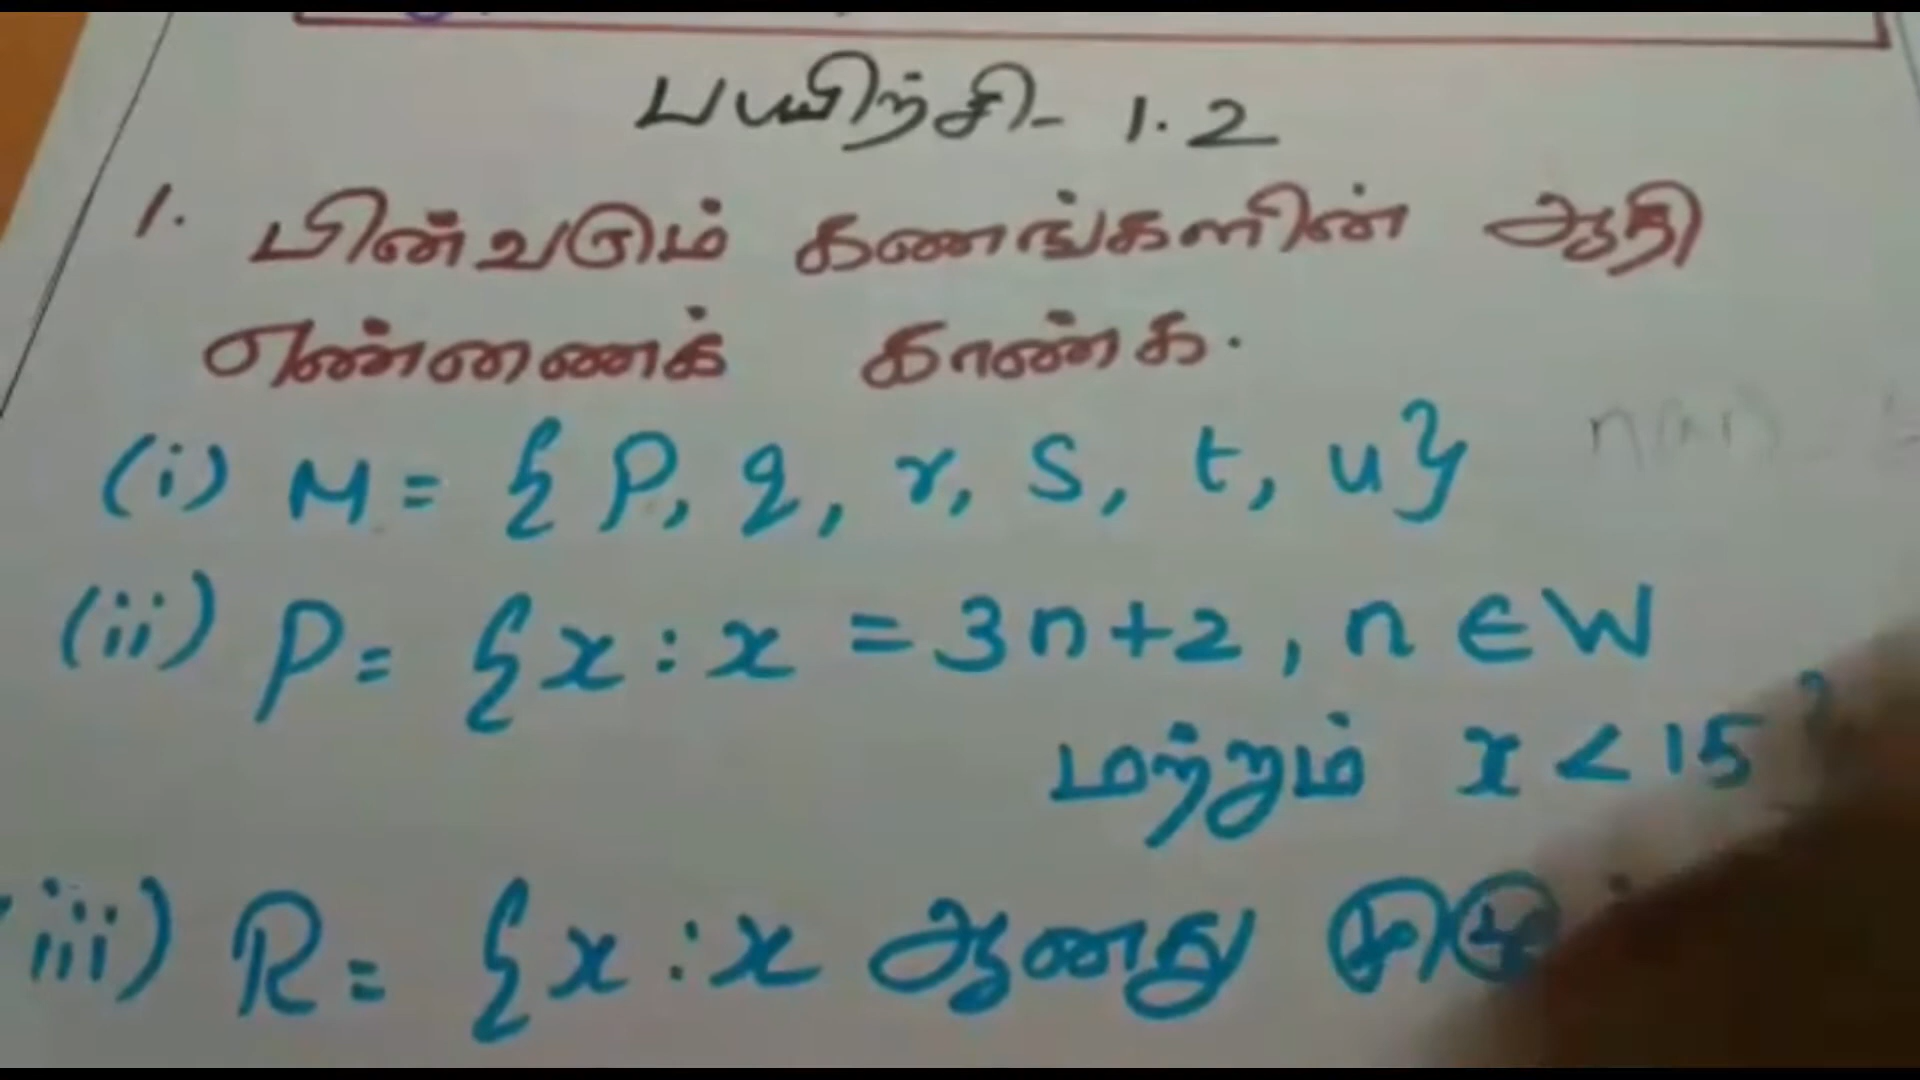 பயிற்சி - 1.2
1. பின்வரும் கணங்களின் ஆதி
எண்ணைக் காண்க.
(i) M = {p, q, r, s, t, u}
(ii) P = {x : x = 3n+2, n ∈ W
மற்றும் x < 15}
iii) R = {x : x ஆனது